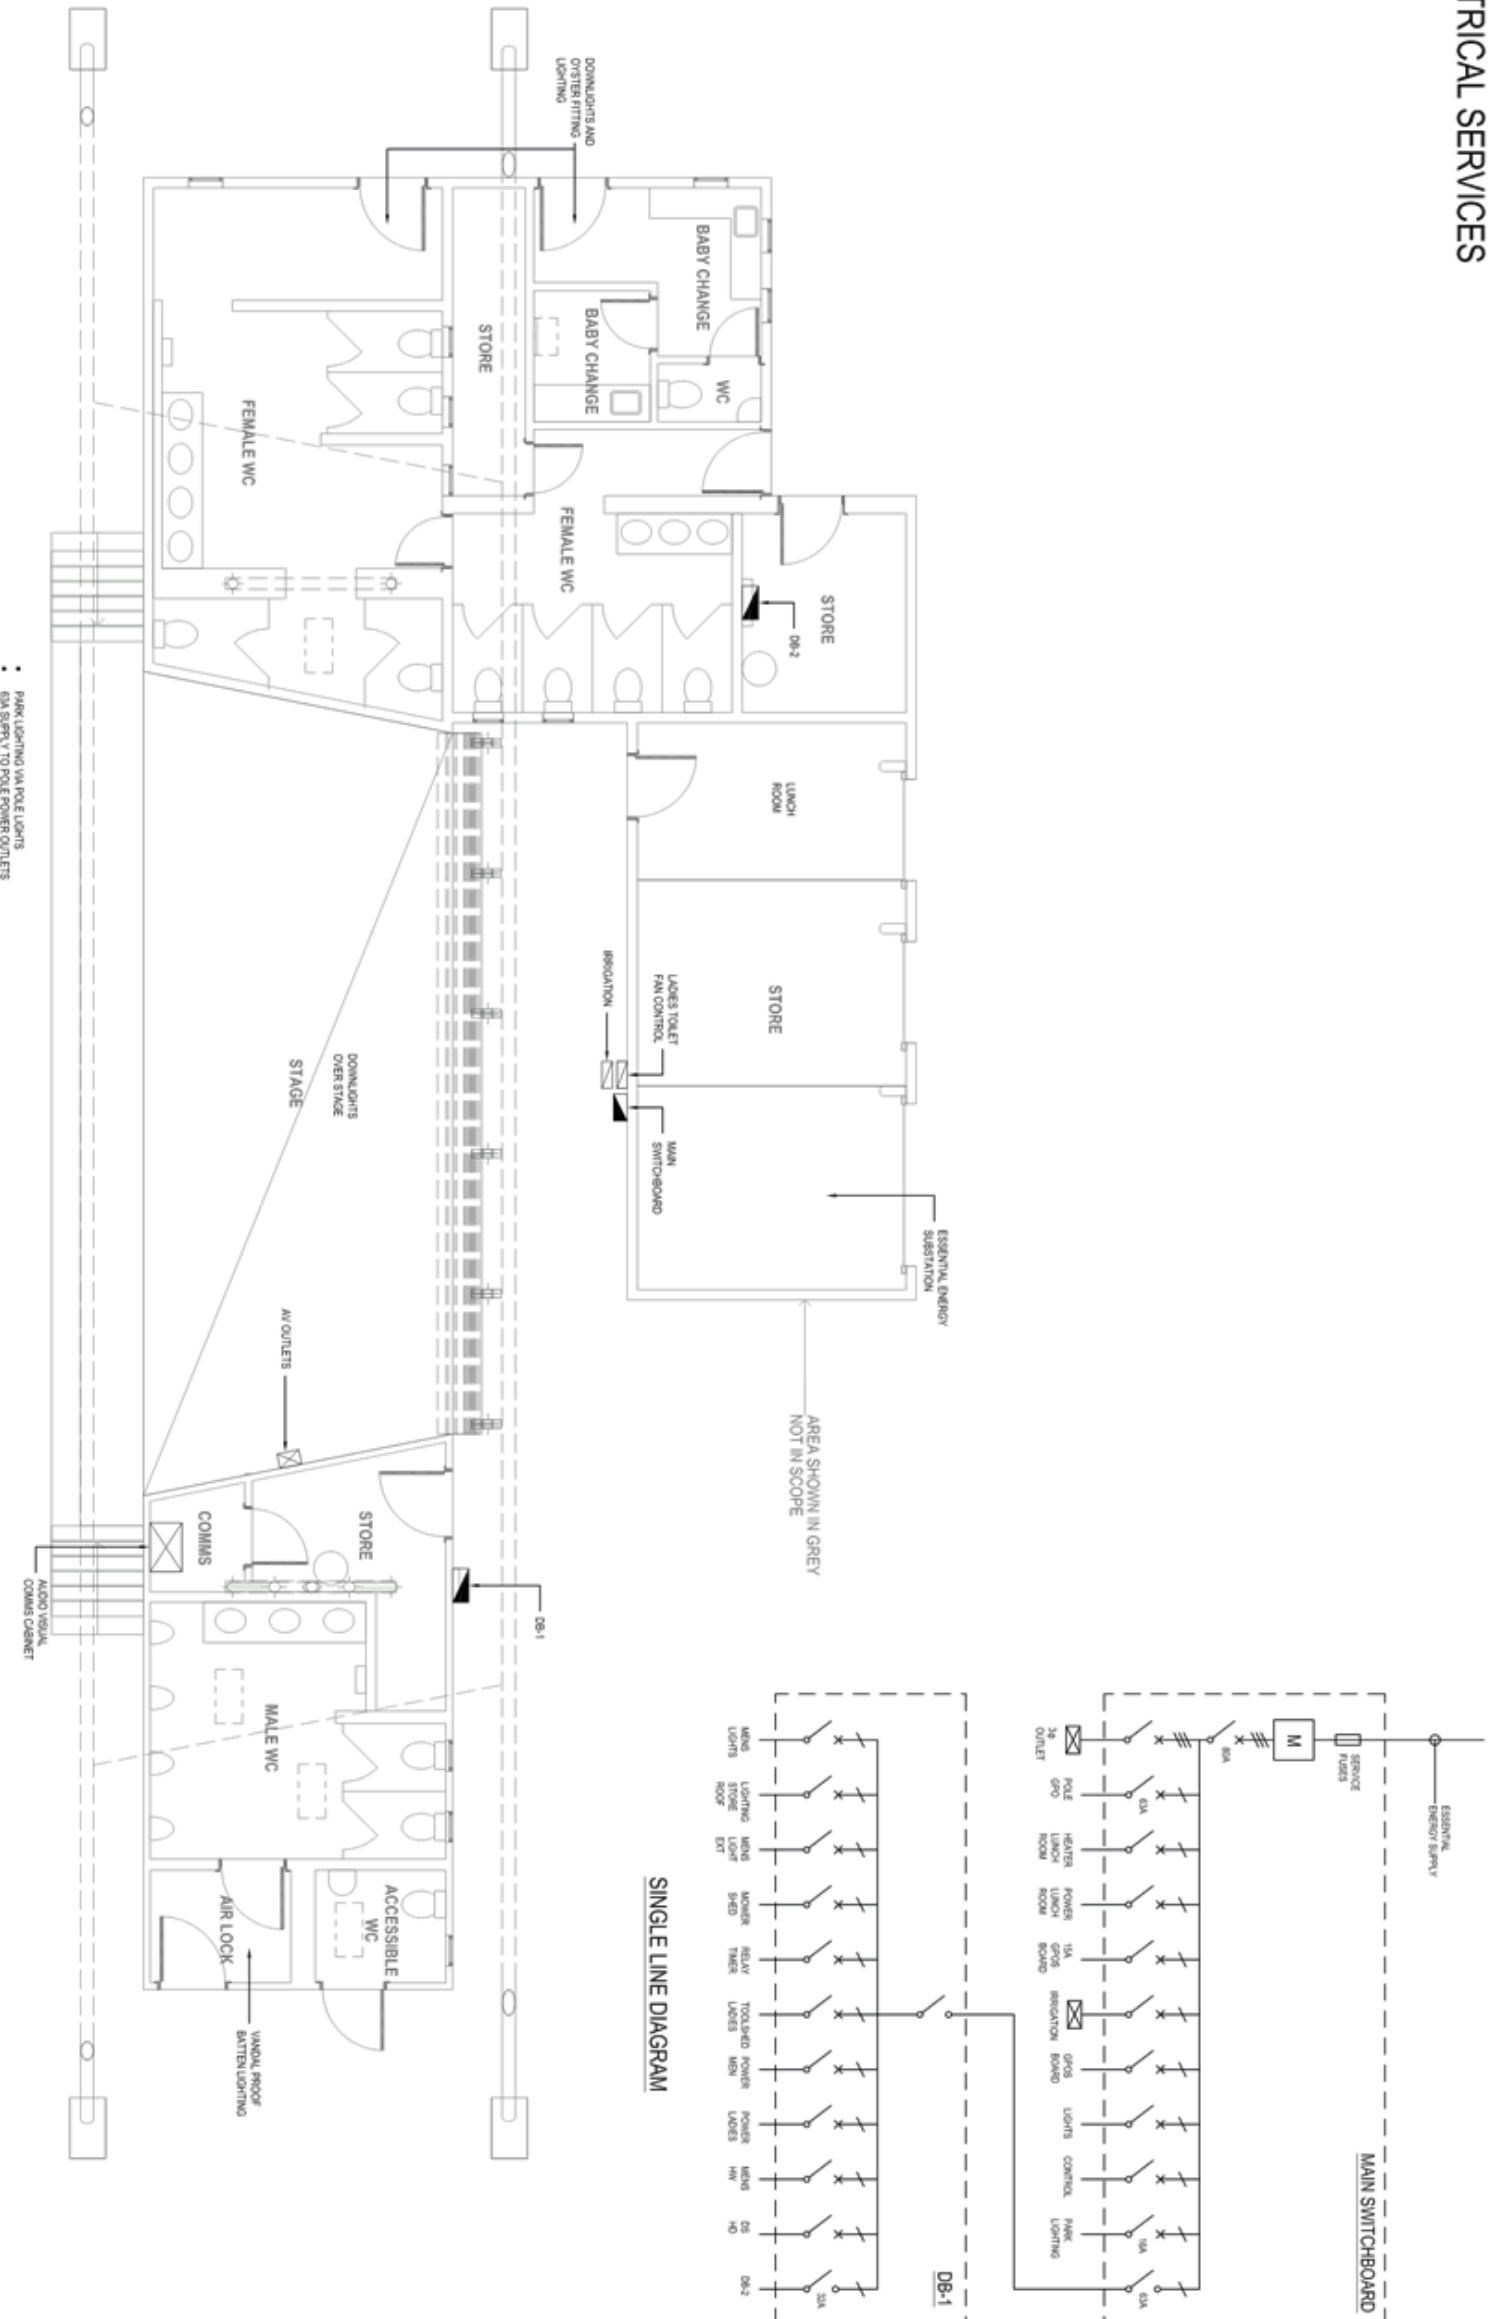 TRICAL SERVICES
DOWNLIGHTS AND
OYSTER FITTING
LIGHTING
BABY CHANGE
BABY CHANGE
WC
STORE
FEMALE WC
FEMALE WC
STORE
DB-2
LUNCH
ROOM
STORE
LADIES TOILET
FAN CONTROL
IRRIGATION
MAIN
SWITCHBOARD
ESSENTIAL ENERGY
SUBSTATION
AREA SHOWN IN GREY
NOT IN SCOPE
DOWNLIGHTS
OVER STAGE
STAGE
AV OUTLETS
STORE
COMMS
DB-1
AUDIO VISUAL
COMMS CABINET
MALE WC
ACCESSIBLE
WC
AIR LOCK
VANDAL PROOF
BATTEN LIGHTING
• PARK LIGHTING VIA POLE LIGHTS
• 63A SUPPLY TO POLE POWER OUTLETS
ESSENTIAL
ENERGY SUPPLY
SERVICE
FUSES
M
80A
MAIN SWITCHBOARD
63A
16A
63A
3Φ
OUTLET
POLE
GPO
HEATER
LUNCH
ROOM
POWER
LUNCH
ROOM
15A
GPOS
BOARD
IRRIGATION
GPOS
BOARD
LIGHTS
CONTROL
PARK
LIGHTING
DB-1
32A
MENS
LIGHTS
LIGHTING
STORE
ROOF
MENS
LIGHT
EXT
MOWER
SHED
RELAY
TIMER
TOOLSHED
LADIES
POWER
MEN
POWER
LADIES
MENS
HW
DS
HD
DB-2
SINGLE LINE DIAGRAM